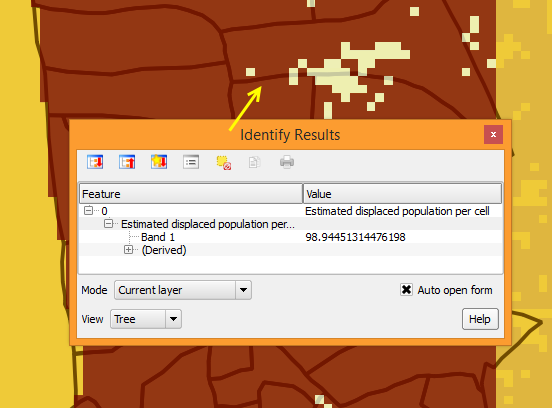 Identify Results
x
Feature Value
0 Estimated displaced population per cell
Estimated displaced population per...
Band 1 98.94451314476198
(Derived)
Mode Current layer Auto open form
View Tree Help